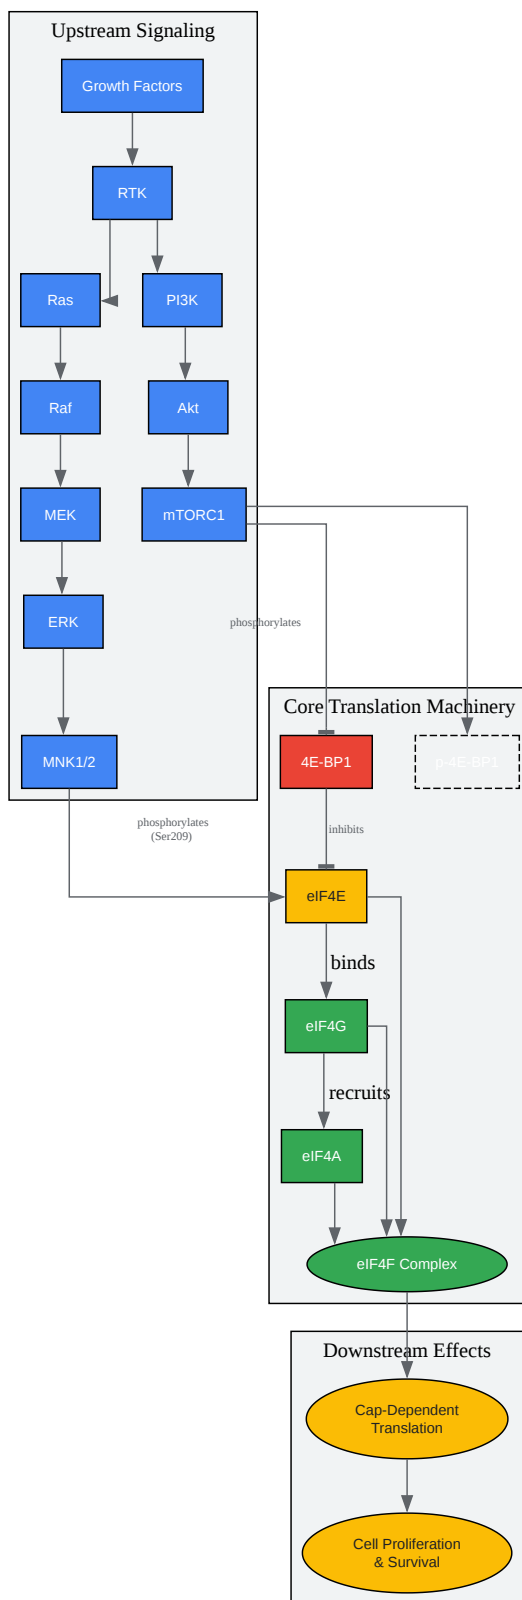 Upstream Signaling
Growth Factors
RTK
Ras
PI3K
Raf
Akt
MEK
mTORC1
ERK
phosphorylates
Core Translation Machinery
MNK1/2
4E-BP1
p-4E-BP1
phosphorylates
(Ser209)
inhibits
eIF4E
binds
eIF4G
recruits
eIF4A
eIF4F Complex
Downstream Effects
Cap-Dependent
Translation
Cell Proliferation
& Survival